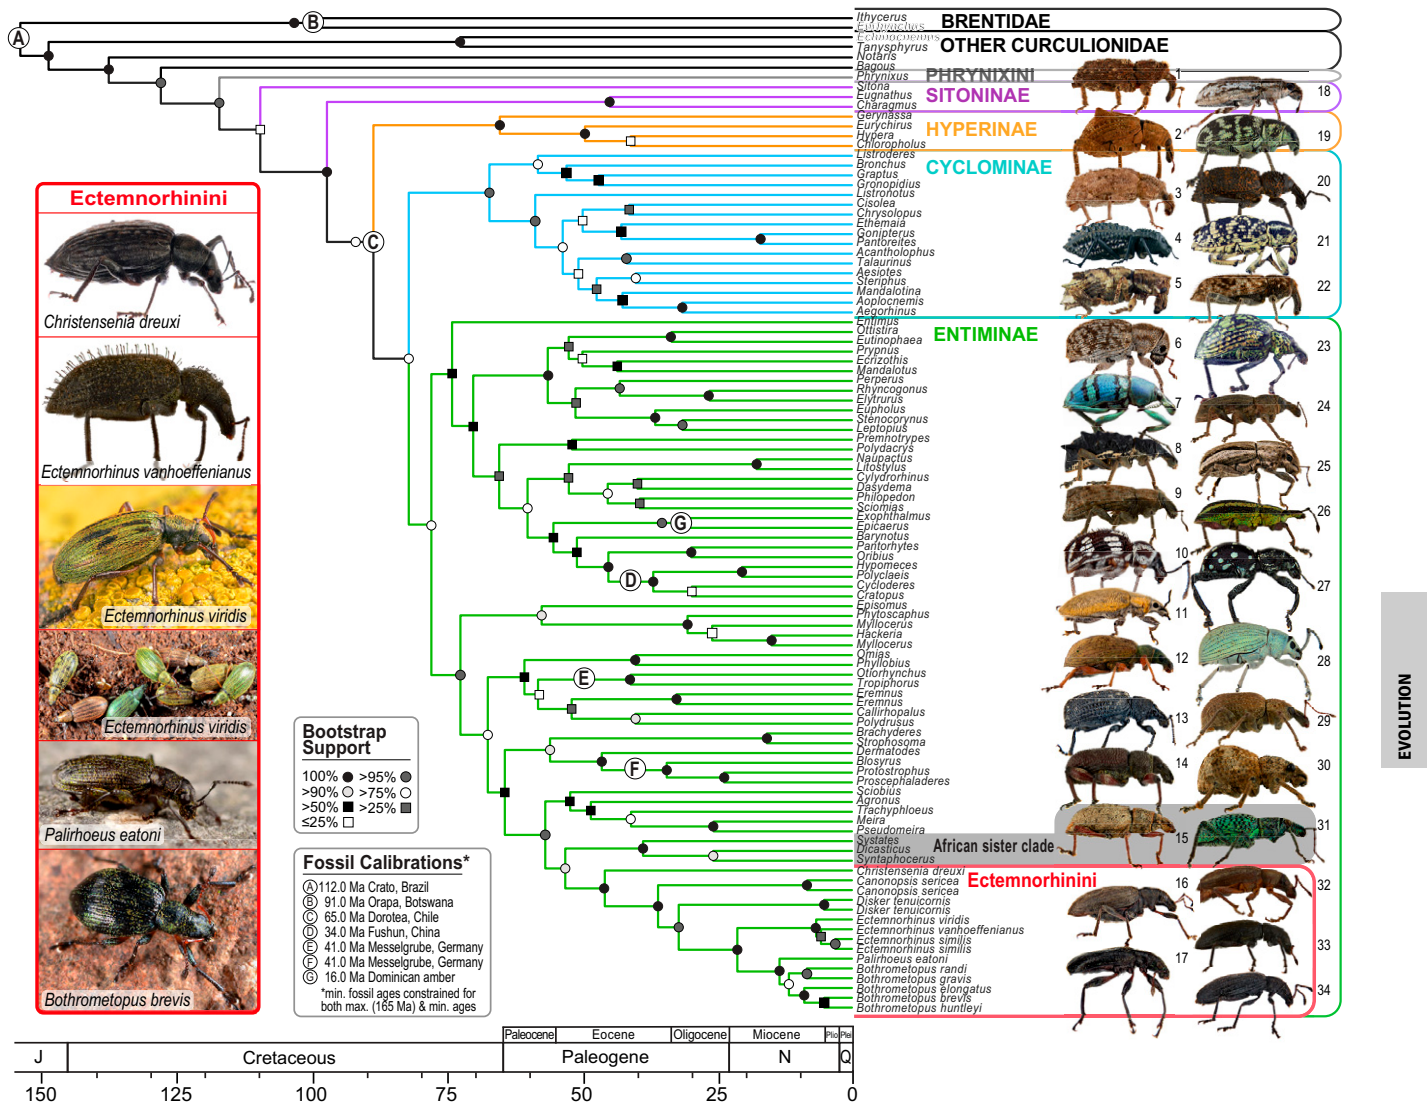 Ithycerus
BRENTIDAE
Tanysphyrus
OTHER CURCULIONIDAE
Notaris
Bagous
Phrynixus
PHRYNIXINI
Sitona
SITONINAE
Eugnathus
Charagmus
Gerynassa
Eurychirus
HYPERINAE
Hypera
Chloropholus
Listroderes
Bronchus
CYCLOMINAE
Graptus
Gronopidius
Listronotus
Cisolea
Chrysolopus
Ethemaia
Gonipterus
Pantoreites
Acantholophus
Talaurinus
Aesiotes
Steriphus
Mandalotina
Aoplocnemis
Aegorhinus
Entimus
ENTIMINAE
Ottistira
Eutinophaea
Prypnus
Ecrizothis
Mandalotus
Perperus
Rhyncogonus
Elytrurus
Eupholus
Stenocorynus
Leptopius
Premnotrypes
Polydacrys
Naupactus
Litostylus
Cylydrorhinus
Dasydema
Philopedon
Sciomias
Exophthalmus
Epicaerus
Barynotus
Pantorhytes
Oribius
Hypomeces
Polyclaeis
Cycloderes
Cratopus
Episomus
Phytoscaphus
Myllocerus
Hackeria
Myllocerus
Omias
Phyllobius
Otiorhynchus
Tropiphorus
Eremnus
Eremnus
Callirhopalus
Polydrusus
Brachyderes
Strophosoma
Dermatodes
Blosyrus
Protostrophus
Proscephaladeres
Sciobius
Agronus
Trachyphloeus
Meira
Pseudomeira
Systates
Dicasticus
Syntaphocerus
African sister clade
Christensenia dreuxi
Ectemnorhinini
Canonopsis sericea
Canonopsis sericea
Disker tenuicornis
Disker tenuicornis
Ectemnorhinus viridis
Ectemnorhinus vanhoeffenianus
Ectemnorhinus similis
Ectemnorhinus similis
Palirhoeus eatoni
Bothrometopus randi
Bothrometopus gravis
Bothrometopus elongatus
Bothrometopus brevis
Bothrometopus huntleyi
A
B
C
G
D
E
F
1
2
3
4
5
6
7
8
9
10
11
12
13
14
15
16
17
18
19
20
21
22
23
24
25
26
27
28
29
30
31
32
33
34
Ectemnorhinini
Christensenia dreuxi
Ectemnorhinus vanhoeffenianus
Ectemnorhinus viridis
Ectemnorhinus viridis
Palirhoeus eatoni
Bothrometopus brevis
Bootstrap
Support
100% >95%
>90% >75%
>50% >25%
≤25%
Fossil Calibrations*
A 112.0 Ma Crato, Brazil
B 91.0 Ma Orapa, Botswana
C 65.0 Ma Dorotea, Chile
D 34.0 Ma Fushun, China
E 41.0 Ma Messelgrube, Germany
F 41.0 Ma Messelgrube, Germany
G 16.0 Ma Dominican amber
*min. fossil ages constrained for
both max. (165 Ma) & min. ages
Paleocene Eocene Oligocene Miocene Plio Plei
J Cretaceous Paleogene N Q
150 125 100 75 50 25 0
EVOLUTION